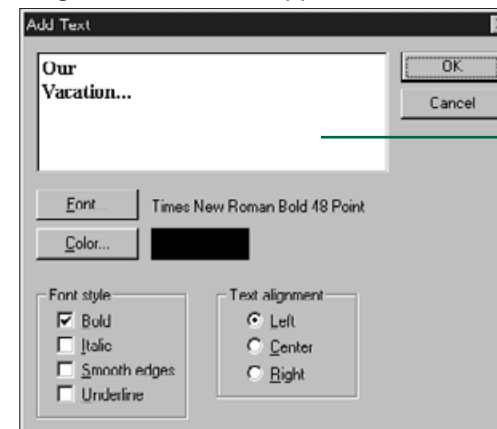 Add Text
Our
Vacation...
OK
Cancel
Font...
Times New Roman Bold 48 Point
Color...
Font style
Bold
Italic
Smooth edges
Underline
Text alignment
Left
Center
Right